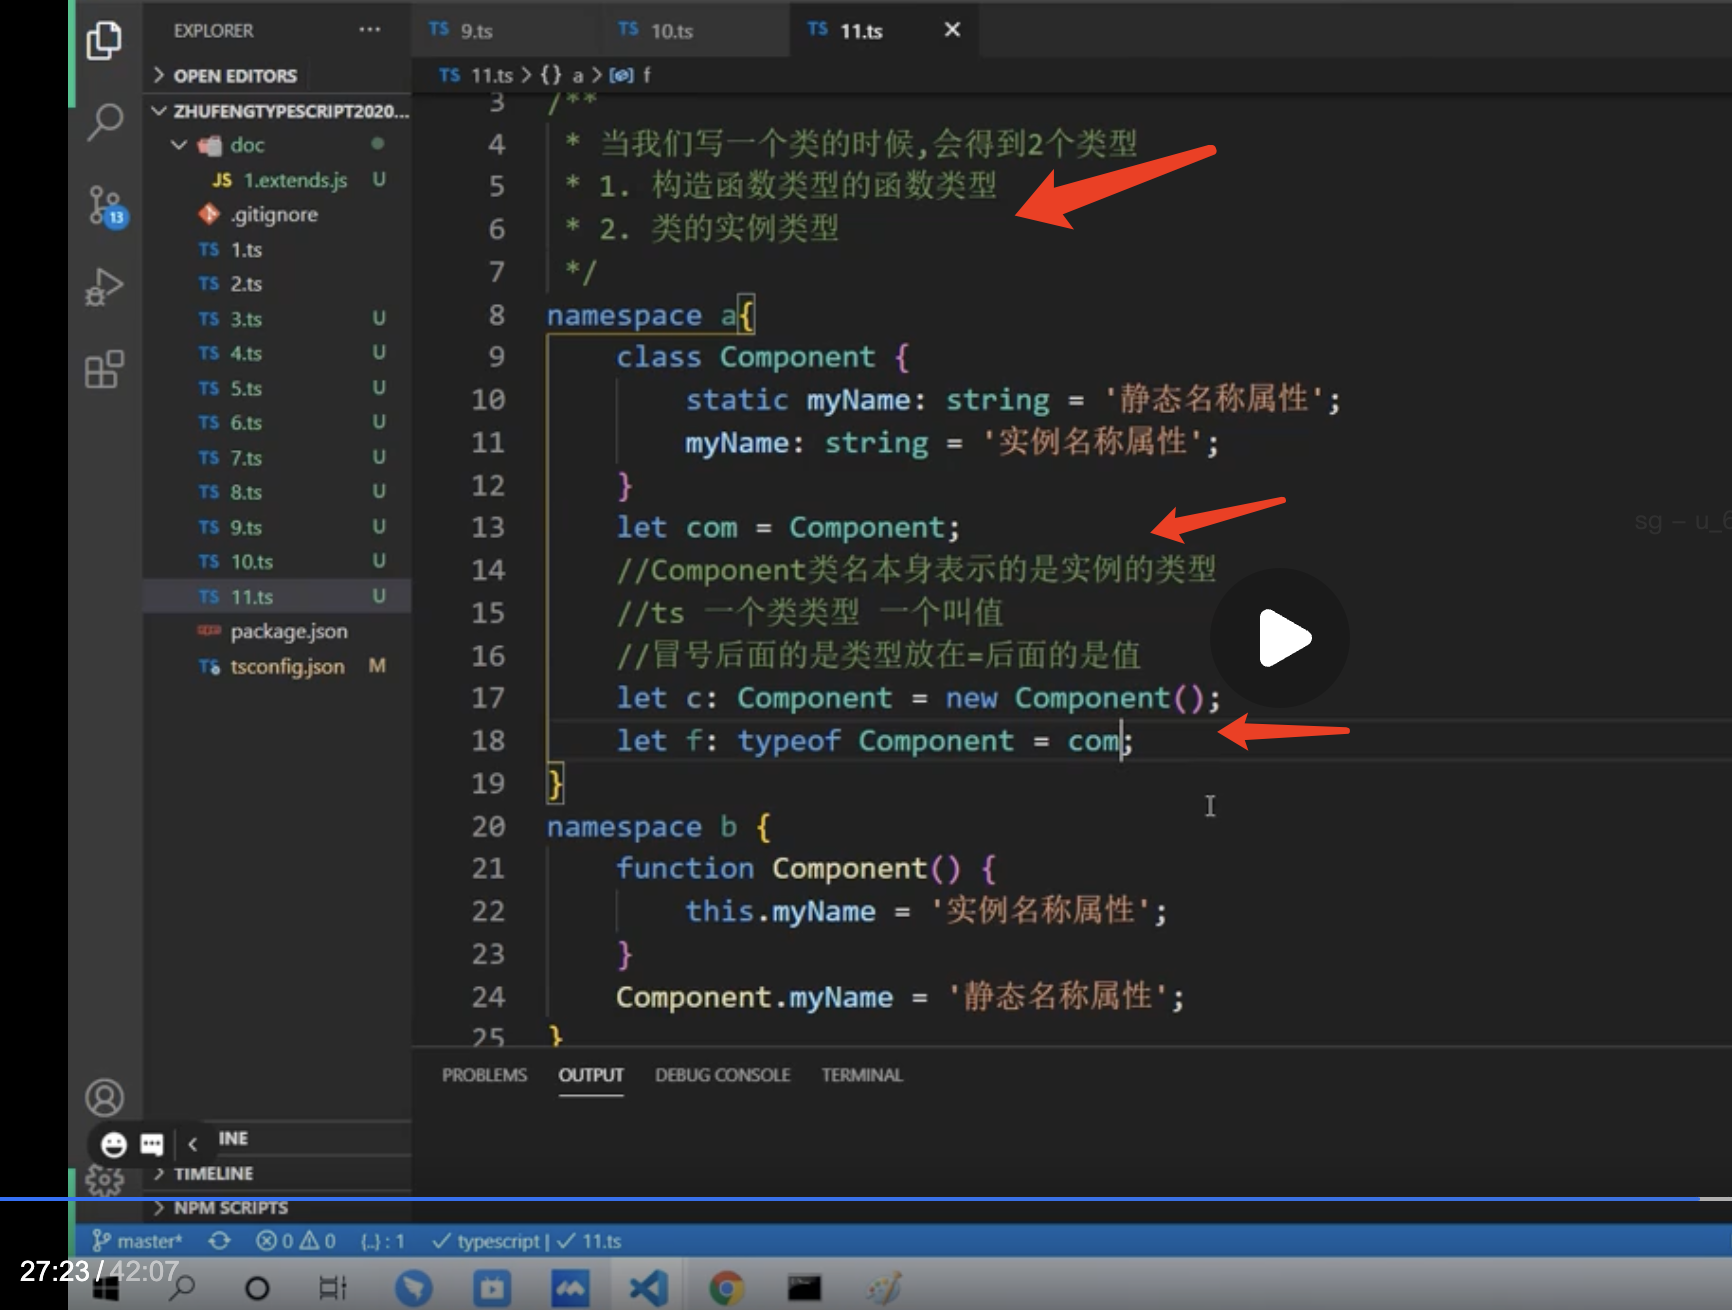 EXPLORER
···
9.ts
10.ts
11.ts
OPEN EDITORS
11.ts > {} a > f
ZHUFENGTYPESCRIPT2020...
doc
JS 1.extends.js U
.gitignore
TS 1.ts
TS 2.ts
TS 3.ts U
TS 4.ts U
TS 5.ts U
TS 6.ts U
TS 7.ts U
TS 8.ts U
TS 9.ts U
TS 10.ts U
TS 11.ts U
package.json
tsconfig.json M
13
3 /**
4 * 当我们写一个类的时候,会得到2个类型
5 * 1. 构造函数类型的函数类型
6 * 2. 类的实例类型
7 */
8 namespace a{
9 class Component {
10 static myName: string = '静态名称属性';
11 myName: string = '实例名称属性';
12 }
13 let com = Component;
14 //Component类名本身表示的是实例的类型
15 //ts 一个类类型 一个叫值
16 //冒号后面的是类型放在=后面的是值
17 let c: Component = new Component();
18 let f: typeof Component = com;
19 }
20 namespace b {
21 function Component() {
22 this.myName = '实例名称属性';
23 }
24 Component.myName = '静态名称属性';
25 }
PROBLEMS OUTPUT DEBUG CONSOLE TERMINAL
INE
TIMELINE
NPM SCRIPTS
master* 0 0 {..} : 1 typescript | 11.ts
27:23 / 42:07